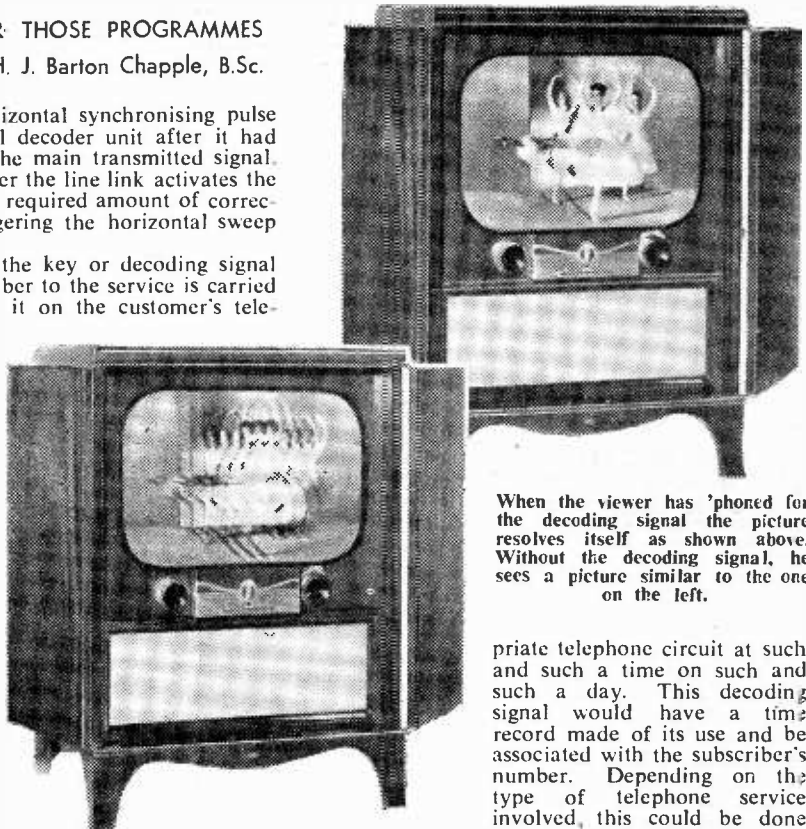 THOSE PROGRAMMES
J. Barton Chapple, B.Sc.
izontal synchronising pulse
l decoder unit after it had
he main transmitted signal.
er the line link activates the
required amount of correc-
gering the horizontal sweep
the key or decoding signal
ber to the service is carried
it on the customer's tele-
When the viewer has 'phoned for
the decoding signal the picture
resolves itself as shown above.
Without the decoding signal, he
sees a picture similar to the one
on the left.
priate telephone circuit at such
and such a time on such and
such a day. This decoding
signal would have a time
record made of its use and be
associated with the subscriber's
number. Depending on the
type of telephone service
involved, this could be done